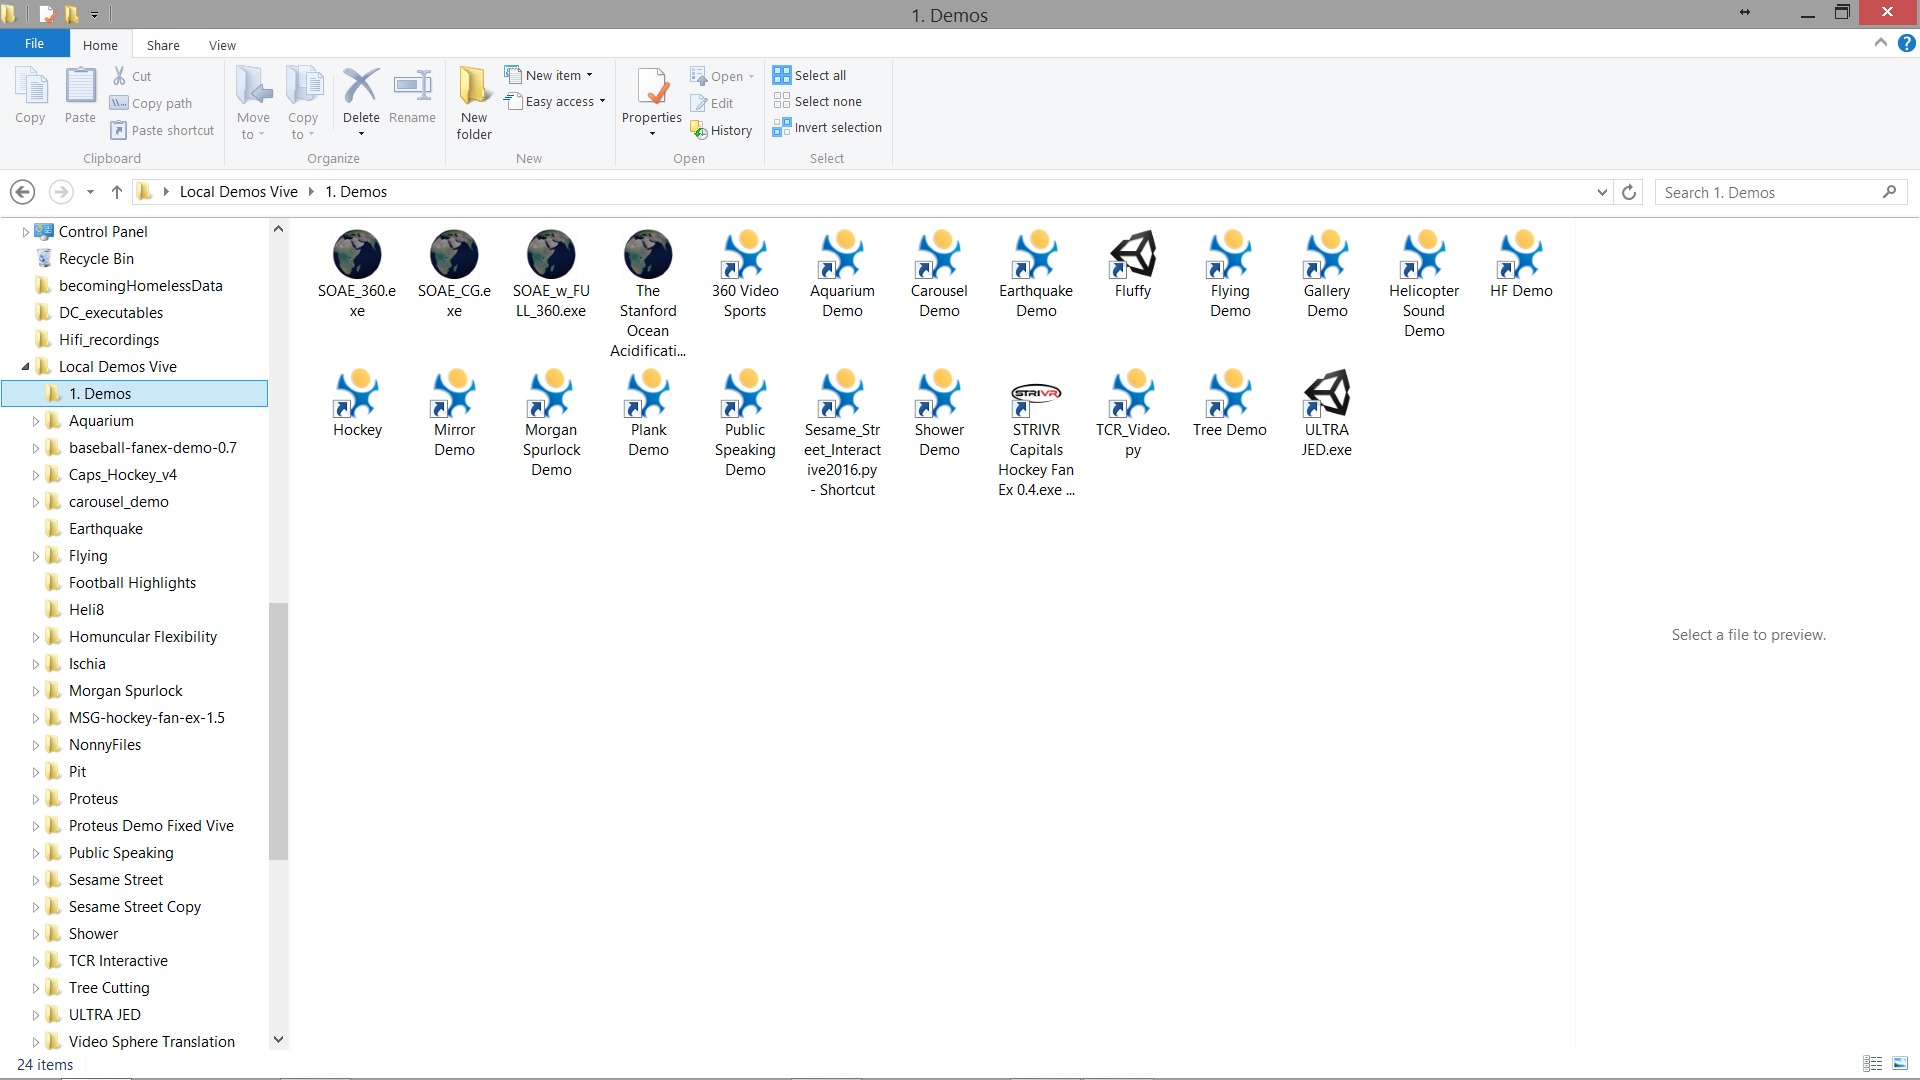 1. Demos
File
Home
Share
View
Copy
Paste
Cut
Copy path
Paste shortcut
Clipboard
Move
to
Copy
to
Delete
Rename
Organize
New
folder
New item
Easy access
New
Properties
Open
Edit
History
Open
Select all
Select none
Invert selection
Select
Local Demos Vive
1. Demos
Search 1. Demos
Control Panel
Recycle Bin
becomingHomelessData
DC_executables
Hifi_recordings
Local Demos Vive
1. Demos
Aquarium
baseball-fanex-demo-0.7
Caps_Hockey_v4
carousel_demo
Earthquake
Flying
Football Highlights
Heli8
Homuncular Flexibility
Ischia
Morgan Spurlock
MSG-hockey-fan-ex-1.5
NonnyFiles
Pit
Proteus
Proteus Demo Fixed Vive
Public Speaking
Sesame Street
Sesame Street Copy
Shower
TCR Interactive
Tree Cutting
ULTRA JED
Video Sphere Translation
SOAE_360.e
xe
SOAE_CG.e
xe
SOAE_w_FU
LL_360.exe
The
Stanford
Ocean
Acidificati...
360 Video
Sports
Aquarium
Demo
Carousel
Demo
Earthquake
Demo
Fluffy
Flying
Demo
Gallery
Demo
Helicopter
Sound
Demo
HF Demo
Hockey
Mirror
Demo
Morgan
Spurlock
Demo
Plank
Demo
Public
Speaking
Demo
Sesame_Str
eet_Interact
ive2016.py
- Shortcut
Shower
Demo
STRIVR
STRIVR
Capitals
Hockey Fan
Ex 0.4.exe ...
TCR_Video.
py
Tree Demo
ULTRA
JED.exe
Select a file to preview.
24 items